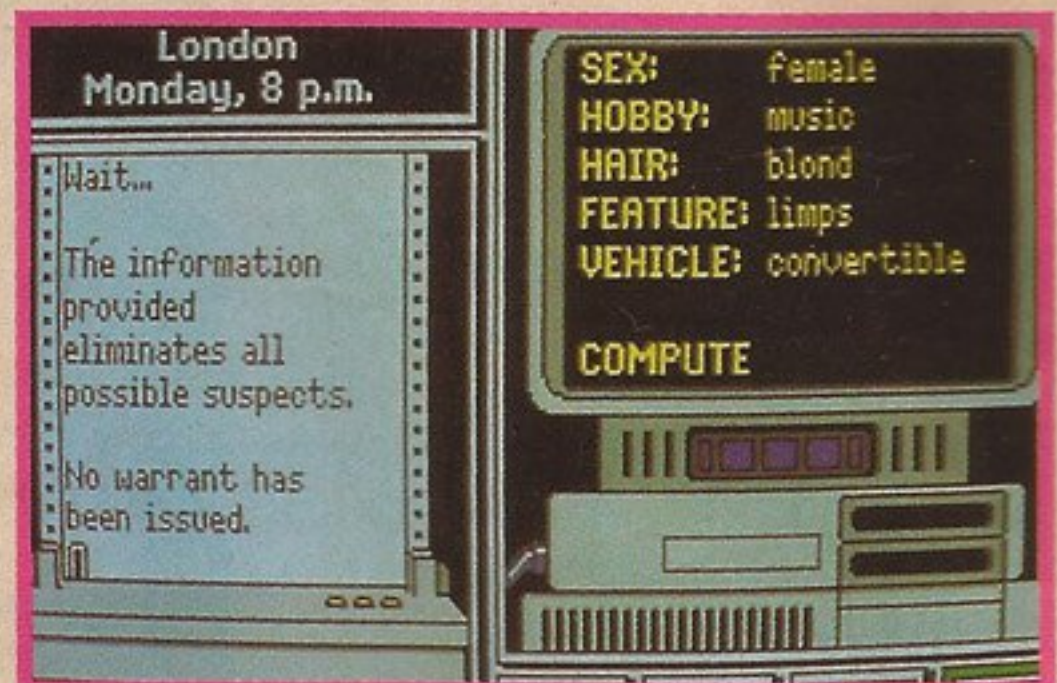 London
Monday, 8 p.m.
Wait...
The information
provided
eliminates all
possible suspects.
No warrant has
been issued.
SEX: female
HOBBY: music
HAIR: blond
FEATURE: limps
VEHICLE: convertible
COMPUTE